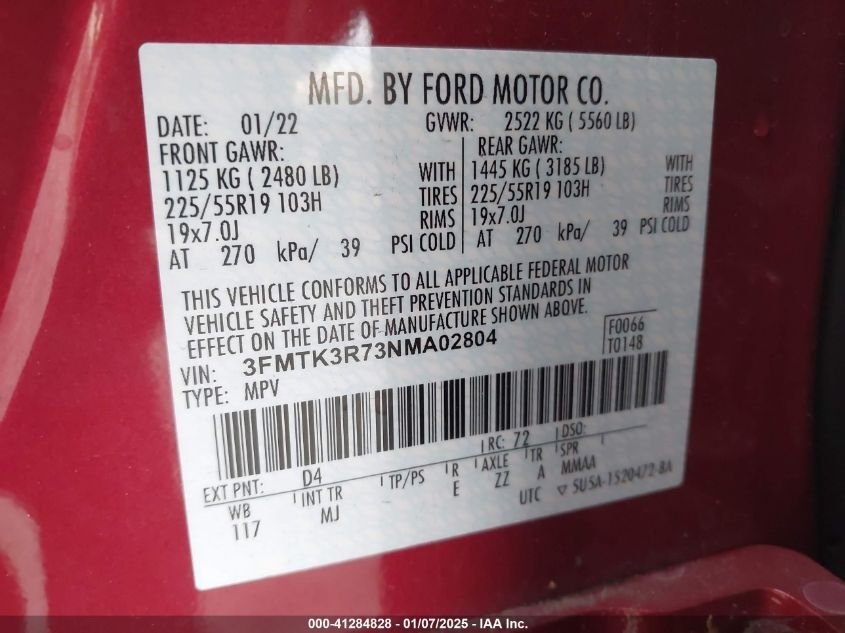 MFD. BY FORD MOTOR CO.
DATE: 01/22 GVWR: 2522 KG ( 5560 LB)
FRONT GAWR: REAR GAWR:
1125 KG ( 2480 LB) WITH 1445 KG ( 3185 LB) WITH
225/55R19 103H TIRES 225/55R19 103H TIRES
19x7.0J RIMS 19x7.0J RIMS
AT 270 kPa/ 39 PSI COLD AT 270 kPa/ 39 PSI COLD
THIS VEHICLE CONFORMS TO ALL APPLICABLE FEDERAL MOTOR
VEHICLE SAFETY AND THEFT PREVENTION STANDARDS IN
EFFECT ON THE DATE OF MANUFACTURE SHOWN ABOVE.
VIN: 3FMTK3R73NMA02804 F0066
TYPE: MPV T0148
EXT PNT: D4 RC: 72 DSO:
WB INT TR TP/PS R AXLE TR SPR
117 MJ E ZZ A MMAA
UTC ▽ 5U5A-1520472-BA
000-41284828 - 01/07/2025 - IAA Inc.